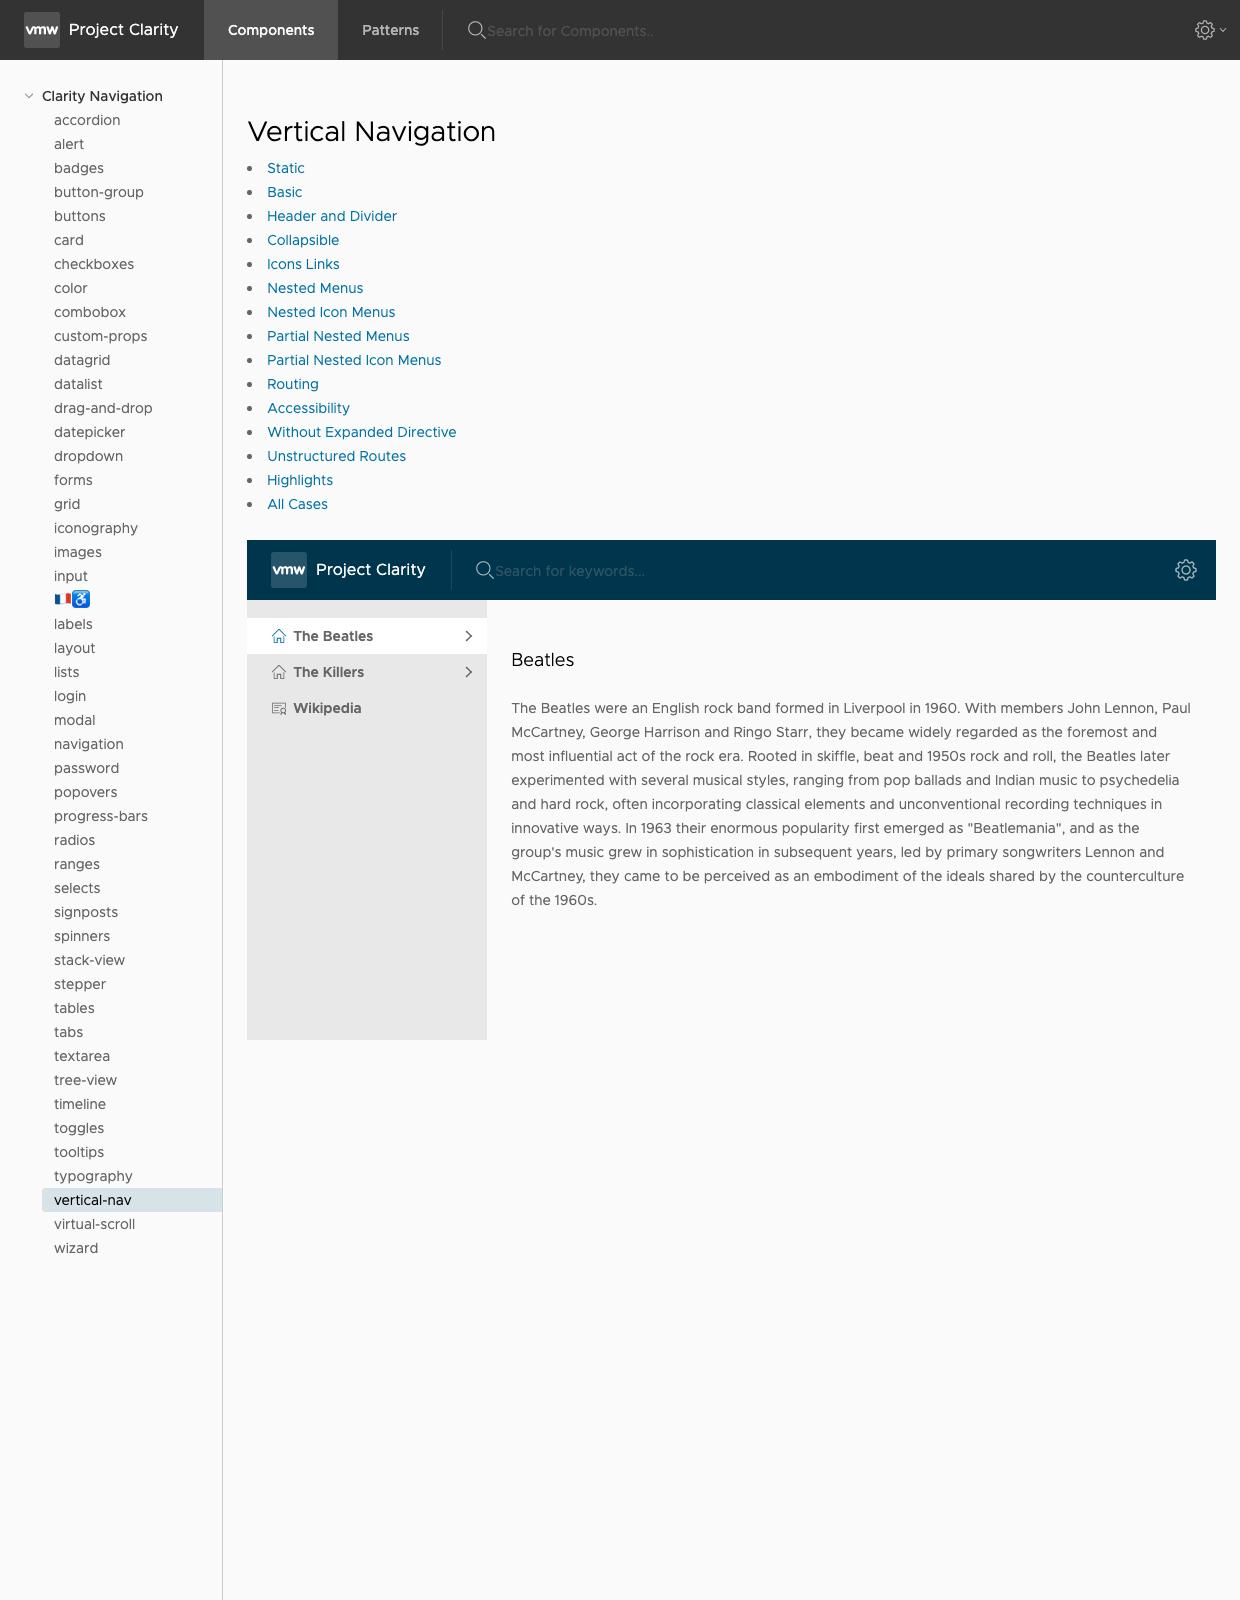 vmw Project Clarity Components Patterns Search for Components..
Clarity Navigation
accordion
alert
badges
button-group
buttons
card
checkboxes
color
combobox
custom-props
datagrid
datalist
drag-and-drop
datepicker
dropdown
forms
grid
iconography
images
input
🇫🇷♿
labels
layout
lists
login
modal
navigation
password
popovers
progress-bars
radios
ranges
selects
signposts
spinners
stack-view
stepper
tables
tabs
textarea
tree-view
timeline
toggles
tooltips
typography
vertical-nav
virtual-scroll
wizard
Vertical Navigation
Static
Basic
Header and Divider
Collapsible
Icons Links
Nested Menus
Nested Icon Menus
Partial Nested Menus
Partial Nested Icon Menus
Routing
Accessibility
Without Expanded Directive
Unstructured Routes
Highlights
All Cases
vmw Project Clarity Search for keywords...
The Beatles
The Killers
Wikipedia
Beatles
The Beatles were an English rock band formed in Liverpool in 1960. With members John Lennon, Paul
McCartney, George Harrison and Ringo Starr, they became widely regarded as the foremost and
most influential act of the rock era. Rooted in skiffle, beat and 1950s rock and roll, the Beatles later
experimented with several musical styles, ranging from pop ballads and Indian music to psychedelia
and hard rock, often incorporating classical elements and unconventional recording techniques in
innovative ways. In 1963 their enormous popularity first emerged as "Beatlemania", and as the
group's music grew in sophistication in subsequent years, led by primary songwriters Lennon and
McCartney, they came to be perceived as an embodiment of the ideals shared by the counterculture
of the 1960s.